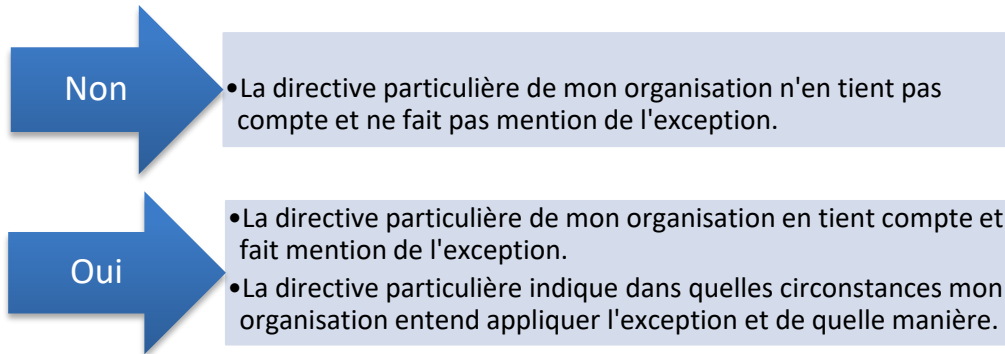 Non
•La directive particulière de mon organisation n'en tient pas
compte et ne fait pas mention de l'exception.
Oui
•La directive particulière de mon organisation en tient compte et
fait mention de l'exception.
•La directive particulière indique dans quelles circonstances mon
organisation entend appliquer l'exception et de quelle manière.